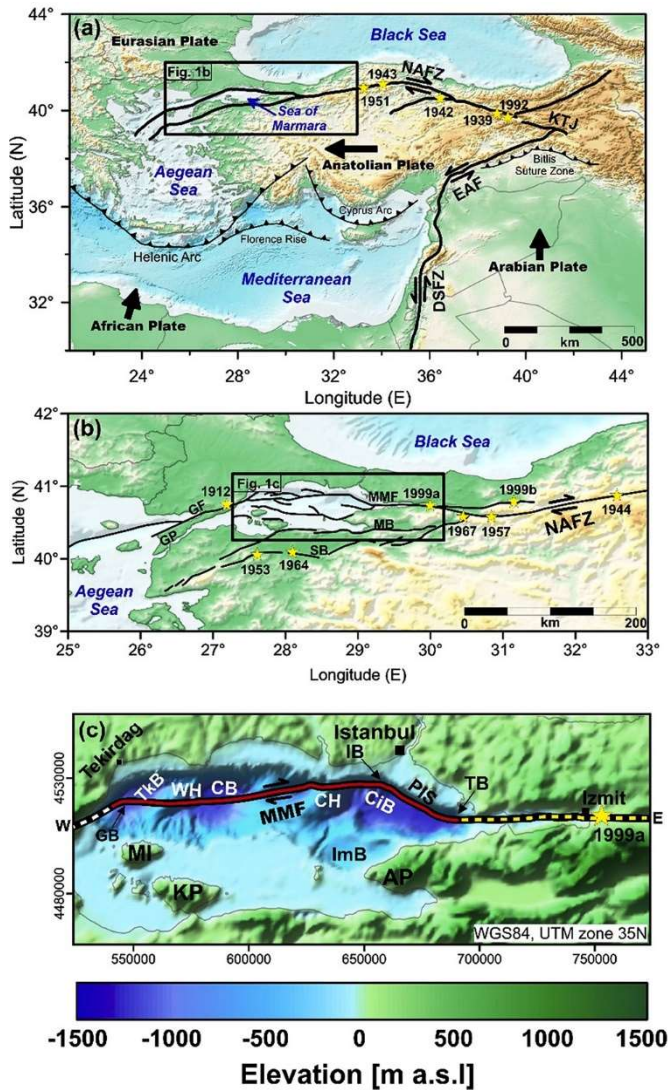 44°
(a)
Eurasian Plate
Black Sea
Fig. 1b
1943
NAFZ
1951
1942
1992
1939
KTJ
Sea of
Marmara
40°
Aegean
Sea
Anatolian Plate
Bitlis
Suture Zone
EAF
36°
Cyprus Arc
Florence Rise
Helenic Arc
Mediterranean
Sea
Arabian Plate
DSFZ
32°
African Plate
0 km 500
24° 28° 32° 36° 40° 44°
Latitude (N)
Longitude (E)
42°
(b)
Black Sea
Fig. 1c
41°
1912
MMF
1999a
1999b
GF
GP
MB
1967
1957
NAFZ
1944
40°
SB
1953
1964
Aegean
Sea
0 km 200
39°
25° 26° 27° 28° 29° 30° 31° 32° 33°
Latitude (N)
Longitude (E)
(c)
Istanbul
Tekirdag
IB
4530000
TkB
WH
CB
MMF
CH
CiB
PIS
TB
Izmit
W
E
GB
1999a
MI
ImB
KP
AP
4480000
WGS84, UTM zone 35N
550000 600000 650000 700000 750000
-1500 -1000 -500 0 500 1000 1500
Elevation [m a.s.l]